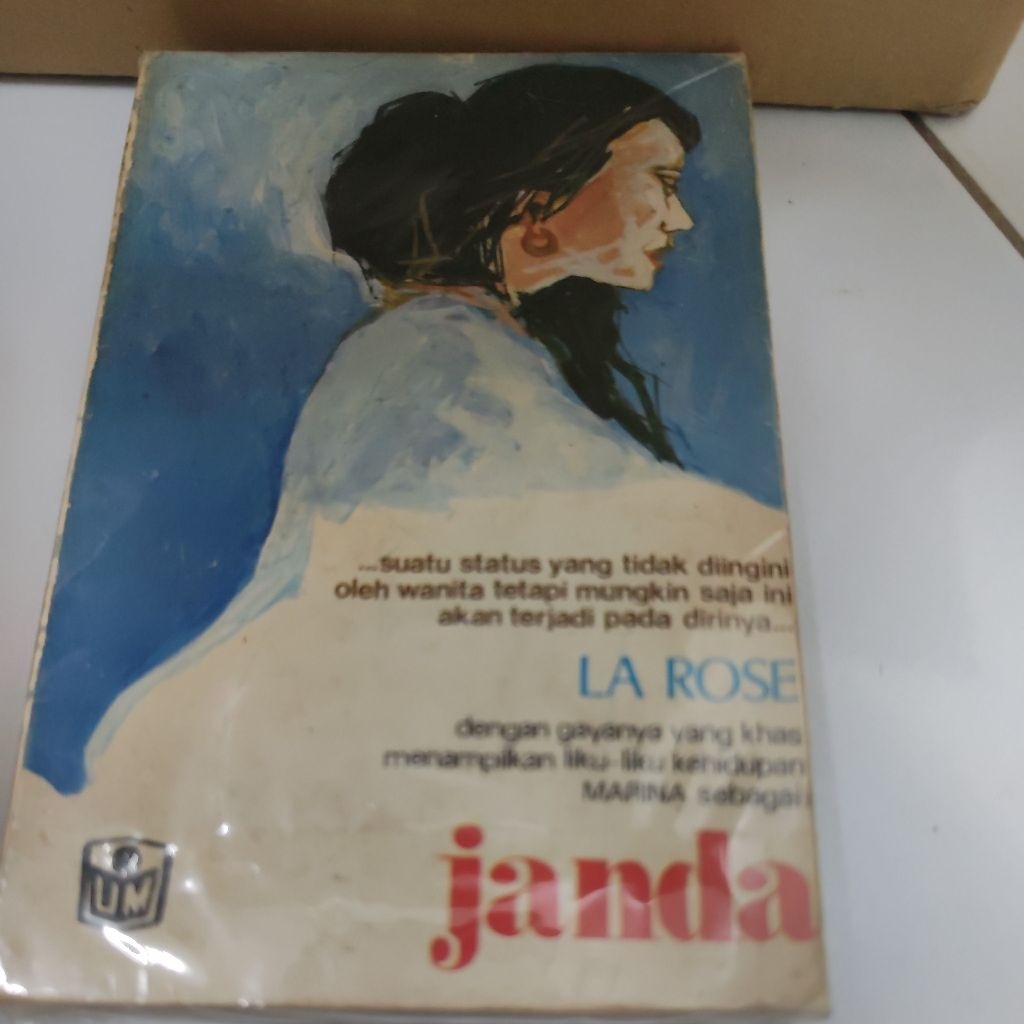 ...suatu status yang tidak diingini
oleh wanita tetapi mungkin saja ini
akan terjadi pada dirinya...
LA ROSE
dengan gayanya yang khas
menampilkan liku-liku kehidupan
MARINA sebagai
janda
UM